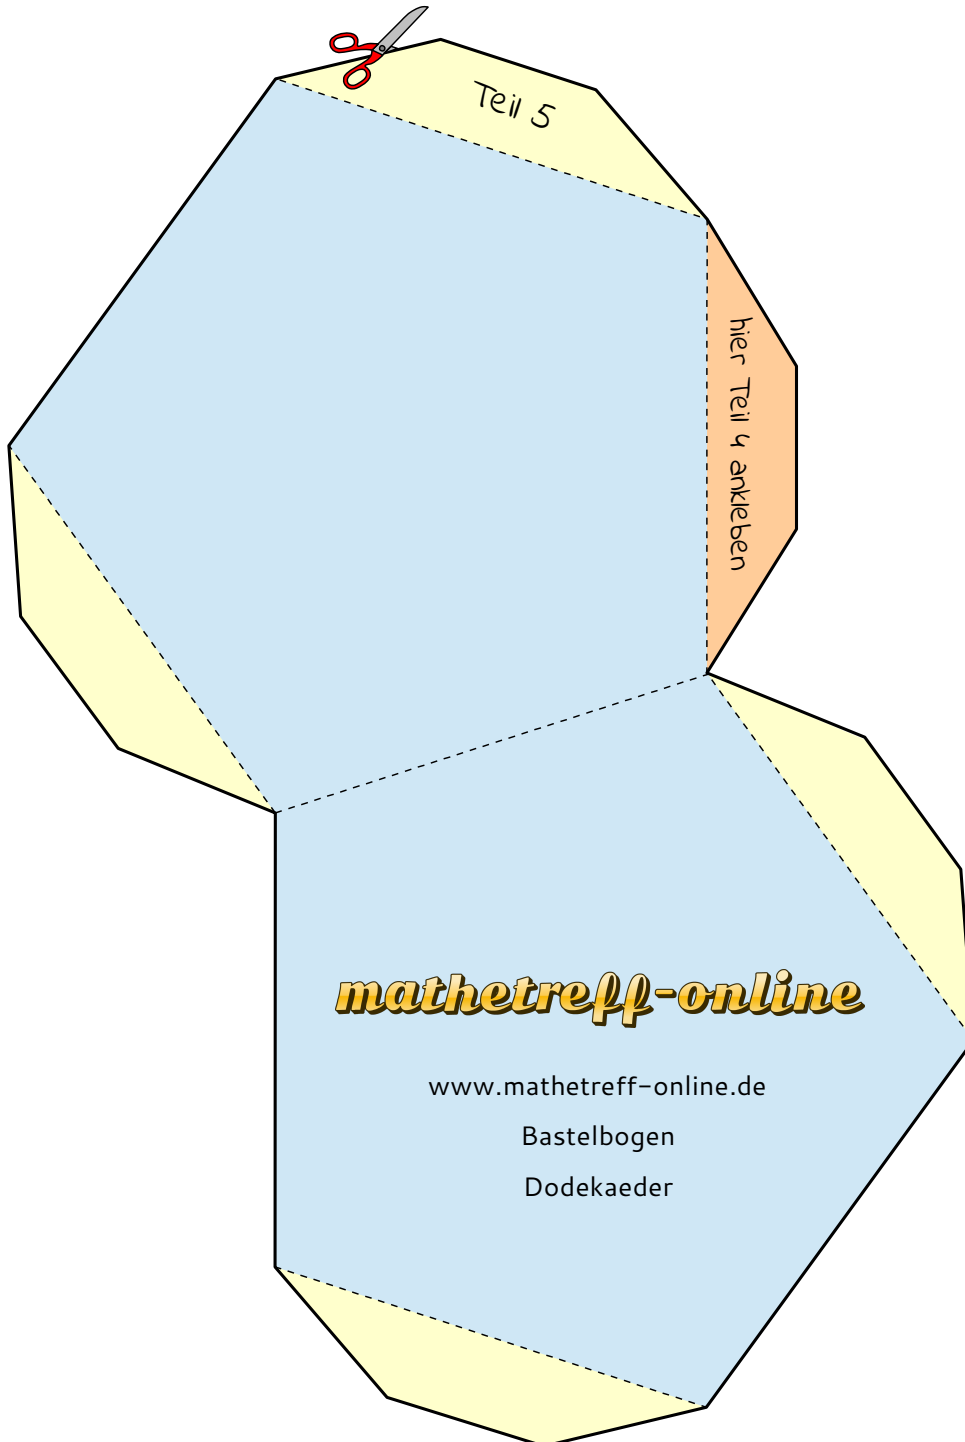 Teil 5
hier Teil 4 ankleben
mathetreff-online
www.mathetreff-online.de
Bastelbogen
Dodekaeder